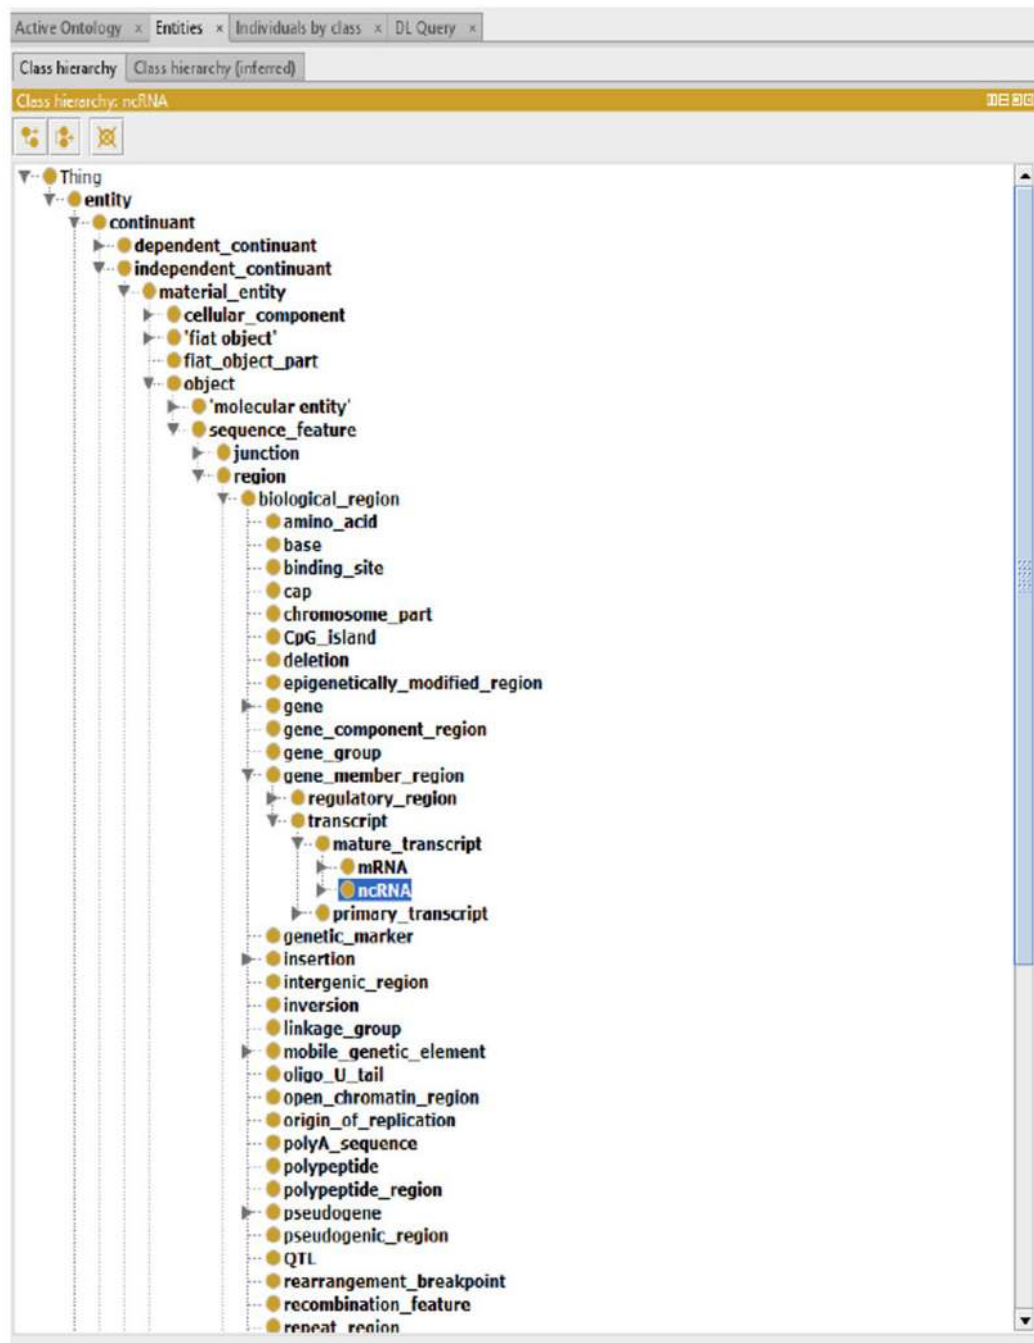 Active Ontology × Entities × Individuals by class × DL Query ×
Class hierarchy Class hierarchy (inferred)
Class hierarchy: ncRNA
Thing
entity
continuant
dependent_continuant
independent_continuant
material_entity
cellular_component
'fiat object'
fiat_object_part
object
'molecular entity'
sequence_feature
junction
region
biological_region
amino_acid
base
binding_site
cap
chromosome_part
CpG_island
deletion
epigenetically_modified_region
gene
gene_component_region
gene_group
gene_member_region
regulatory_region
transcript
mature_transcript
mRNA
ncRNA
primary_transcript
genetic_marker
insertion
intergenic_region
inversion
linkage_group
mobile_genetic_element
oligo_U_tail
open_chromatin_region
origin_of_replication
polyA_sequence
polypeptide
polypeptide_region
pseudogene
pseudogenic_region
QTL
rearrangement_breakpoint
recombination_feature
repeat_region